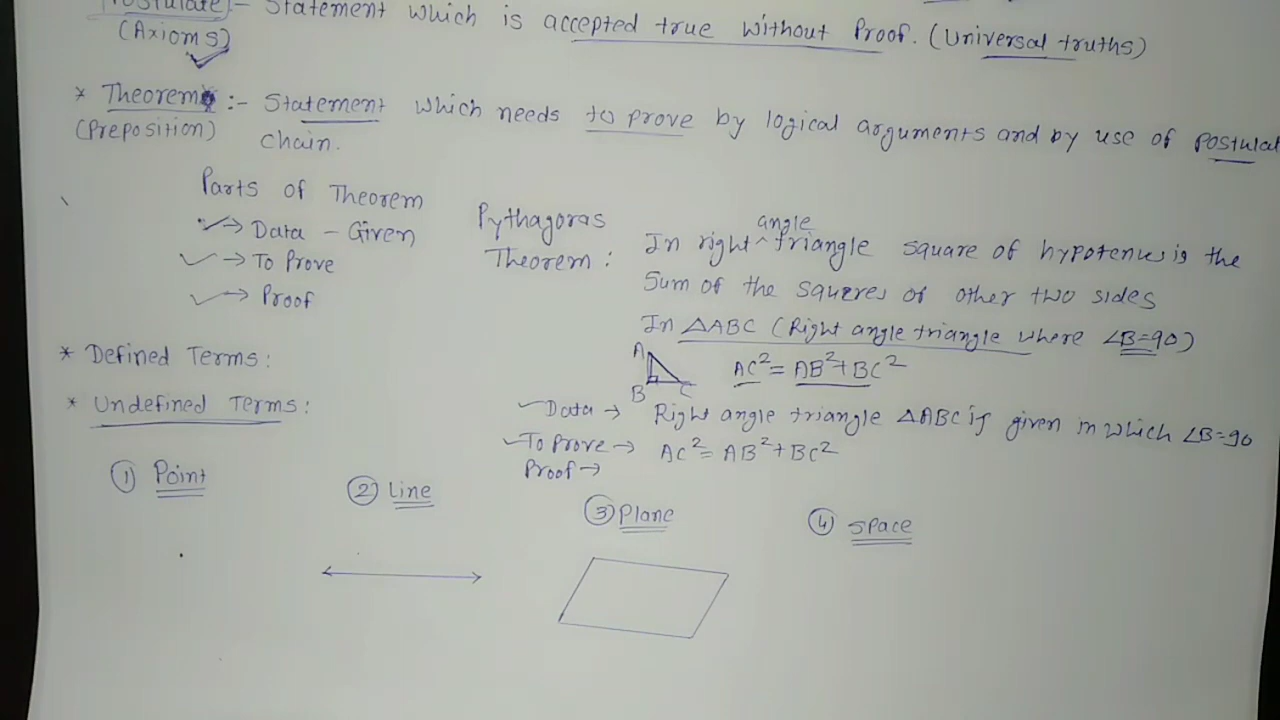 Postulate :- Statement which is accepted true without Proof. (Universal truths)
(Axioms)
* Theorem :- Statement which needs to prove by logical arguments and by use of Postulat
(Preposition) chain.
Parts of Theorem
→ Data - Given
→ To Prove
→ Proof
Pythagoras
Theorem :
angle
In right ^ triangle square of hypotenus is the
Sum of the squares of other two sides
In △ABC (Right angle triangle where ∠B=90)
A
B
C
AC²= AB²+BC²
* Defined Terms :
* Undefined Terms :
Data → Right angle triangle △ABC is given in which ∠B=90
To Prove → AC²= AB²+BC²
Proof →
① Point
② Line
③ Plane
④ Space